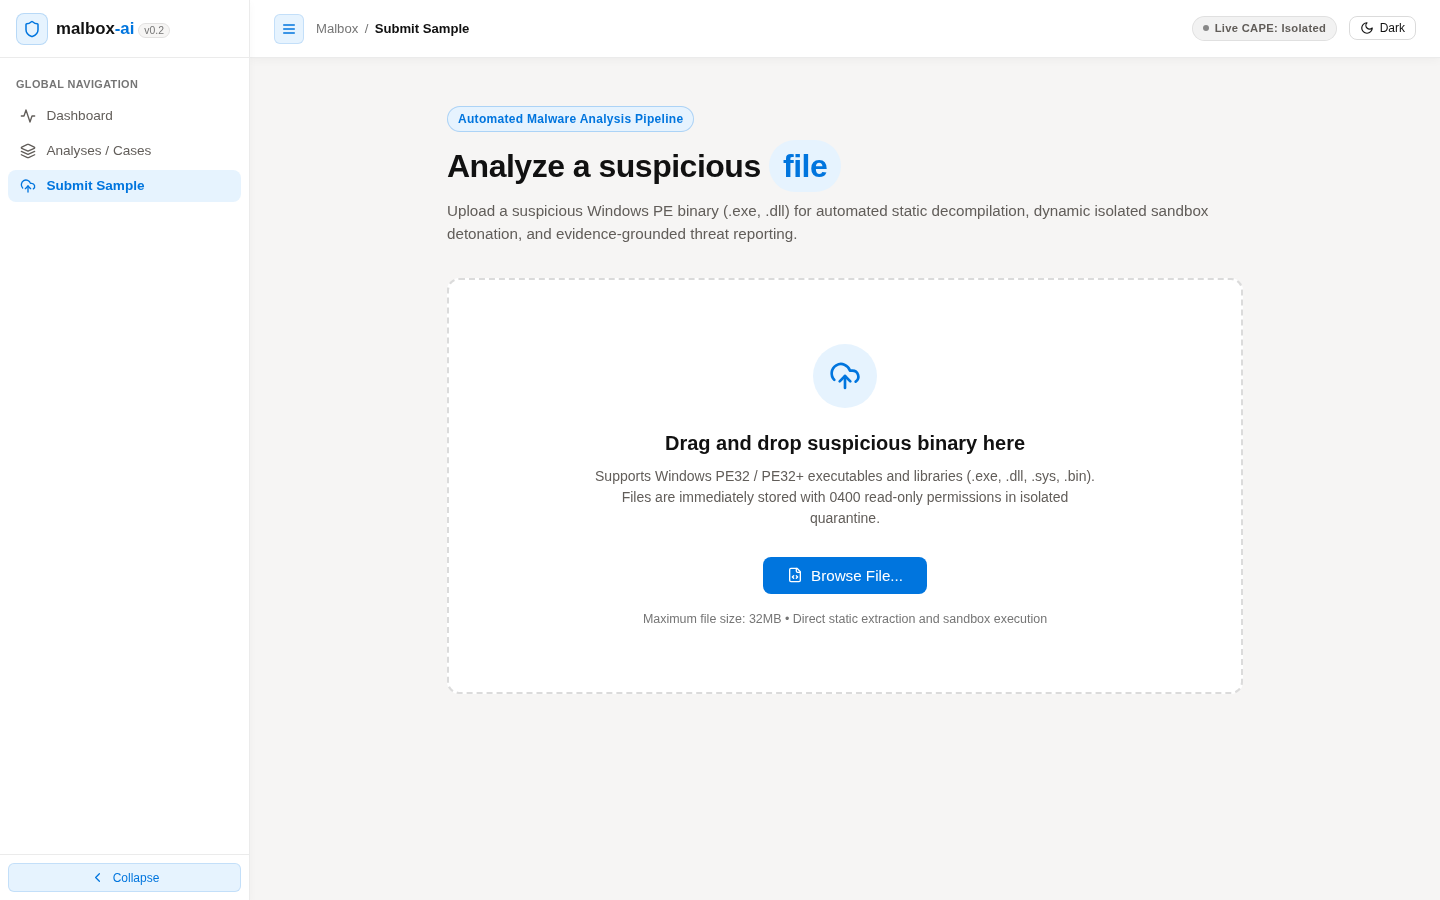 malbox-ai v0.2
GLOBAL NAVIGATION
Dashboard
Analyses / Cases
Submit Sample
Collapse
Malbox / Submit Sample
Live CAPE: Isolated
Dark
Automated Malware Analysis Pipeline
Analyze a suspicious file
Upload a suspicious Windows PE binary (.exe, .dll) for automated static decompilation, dynamic isolated sandbox
detonation, and evidence-grounded threat reporting.
Drag and drop suspicious binary here
Supports Windows PE32 / PE32+ executables and libraries (.exe, .dll, .sys, .bin).
Files are immediately stored with 0400 read-only permissions in isolated
quarantine.
Browse File...
Maximum file size: 32MB • Direct static extraction and sandbox execution